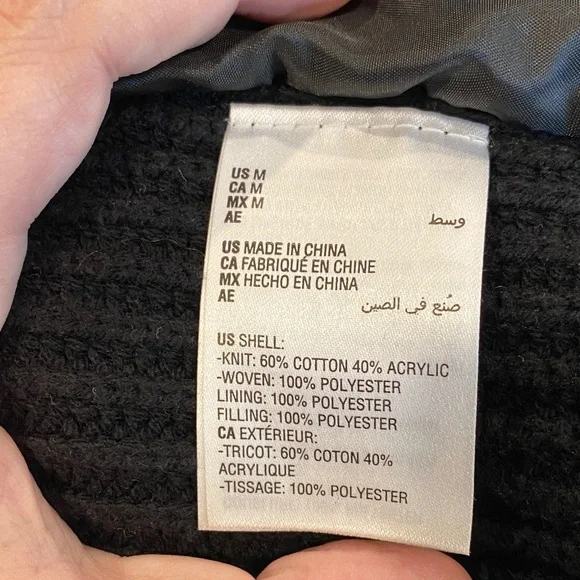 US M
CA M
MX M
AE وسط
US MADE IN CHINA
CA FABRIQUÉ EN CHINE
MX HECHO EN CHINA
AE صُنع في الصين
US SHELL:
-KNIT: 60% COTTON 40% ACRYLIC
-WOVEN: 100% POLYESTER
LINING: 100% POLYESTER
FILLING: 100% POLYESTER
CA EXTÉRIEUR:
-TRICOT: 60% COTON 40%
ACRYLIQUE
-TISSAGE: 100% POLYESTER